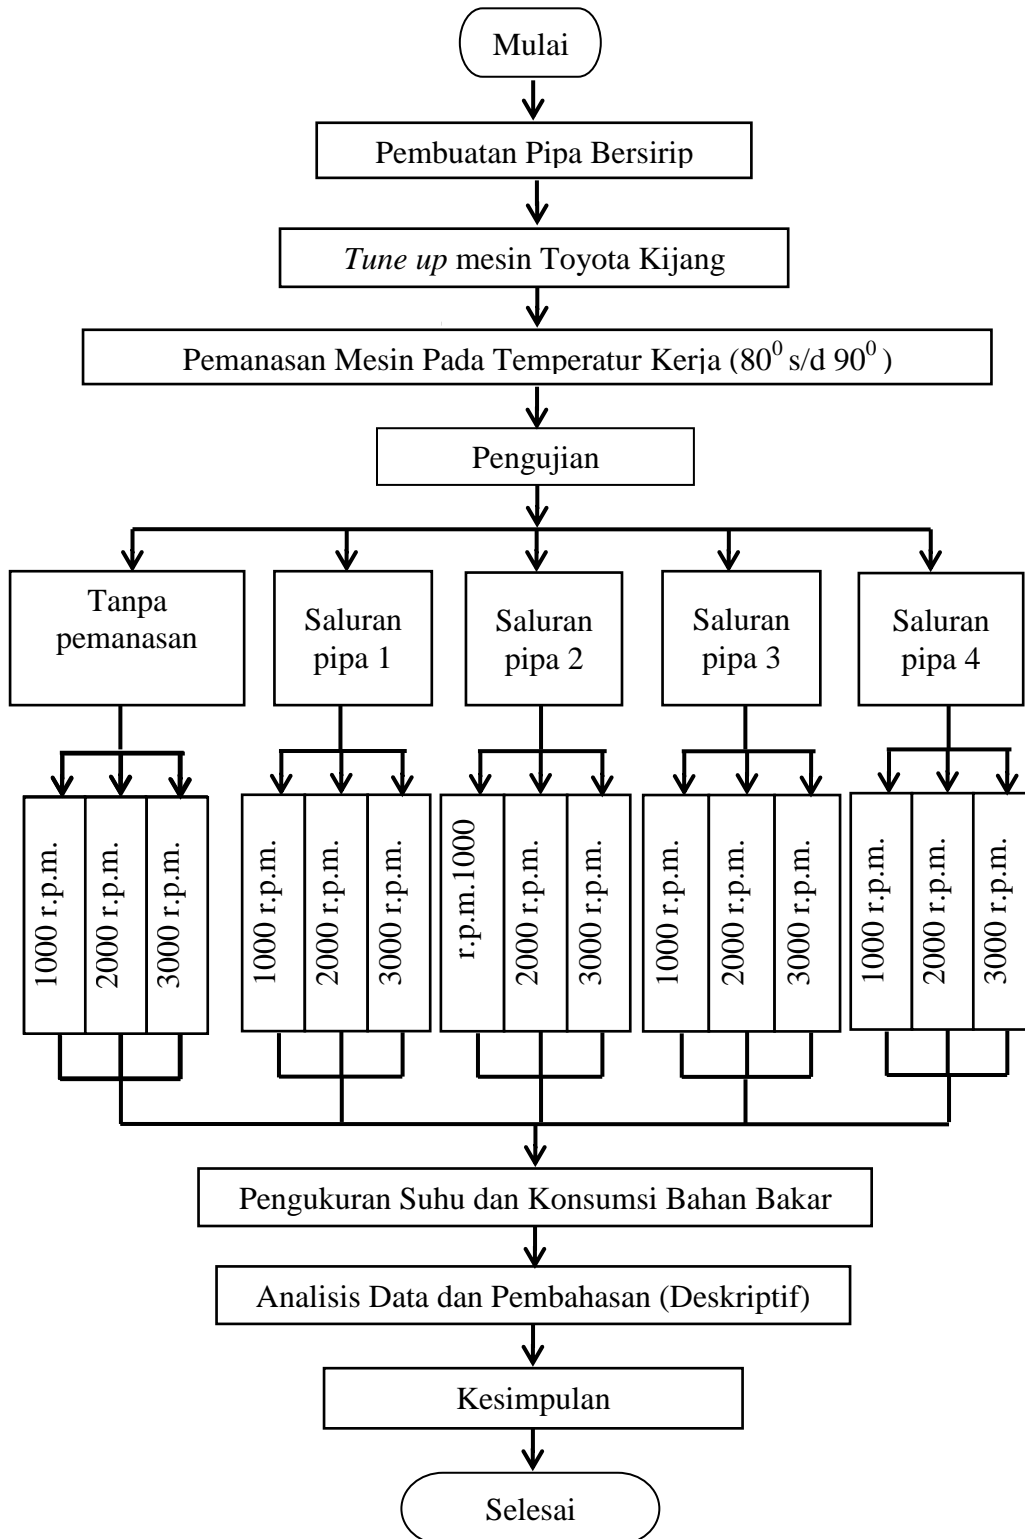 Mulai
Pembuatan Pipa Bersirip
Tune up mesin Toyota Kijang
Pemanasan Mesin Pada Temperatur Kerja (80⁰ s/d 90⁰ )
Pengujian
Tanpa
pemanasan
Saluran
pipa 1
Saluran
pipa 2
Saluran
pipa 3
Saluran
pipa 4
1000 r.p.m.
2000 r.p.m.
3000 r.p.m.
1000 r.p.m.
2000 r.p.m.
3000 r.p.m.
r.p.m.1000
2000 r.p.m.
3000 r.p.m.
1000 r.p.m.
2000 r.p.m.
3000 r.p.m.
1000 r.p.m.
2000 r.p.m.
3000 r.p.m.
Pengukuran Suhu dan Konsumsi Bahan Bakar
Analisis Data dan Pembahasan (Deskriptif)
Kesimpulan
Selesai